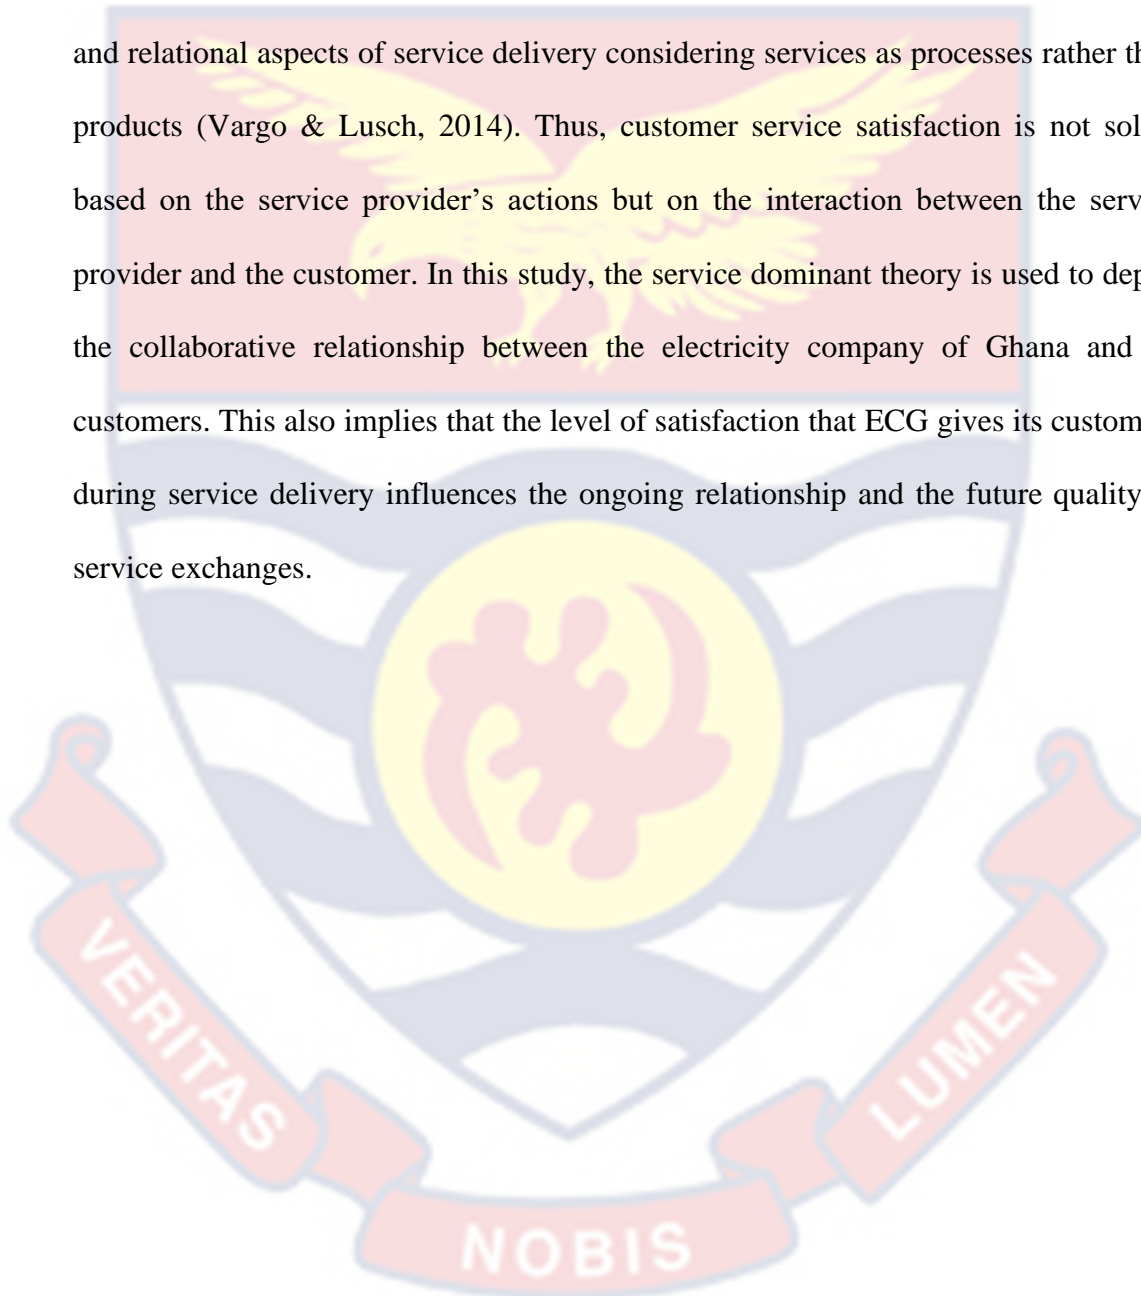 and relational aspects of service delivery considering services as processes rather th
products (Vargo & Lusch, 2014). Thus, customer service satisfaction is not sol
based on the service provider’s actions but on the interaction between the serv
provider and the customer. In this study, the service dominant theory is used to dep
the collaborative relationship between the electricity company of Ghana and
customers. This also implies that the level of satisfaction that ECG gives its custom
during service delivery influences the ongoing relationship and the future quality
service exchanges.
VERITAS
NOBIS
LUMEN